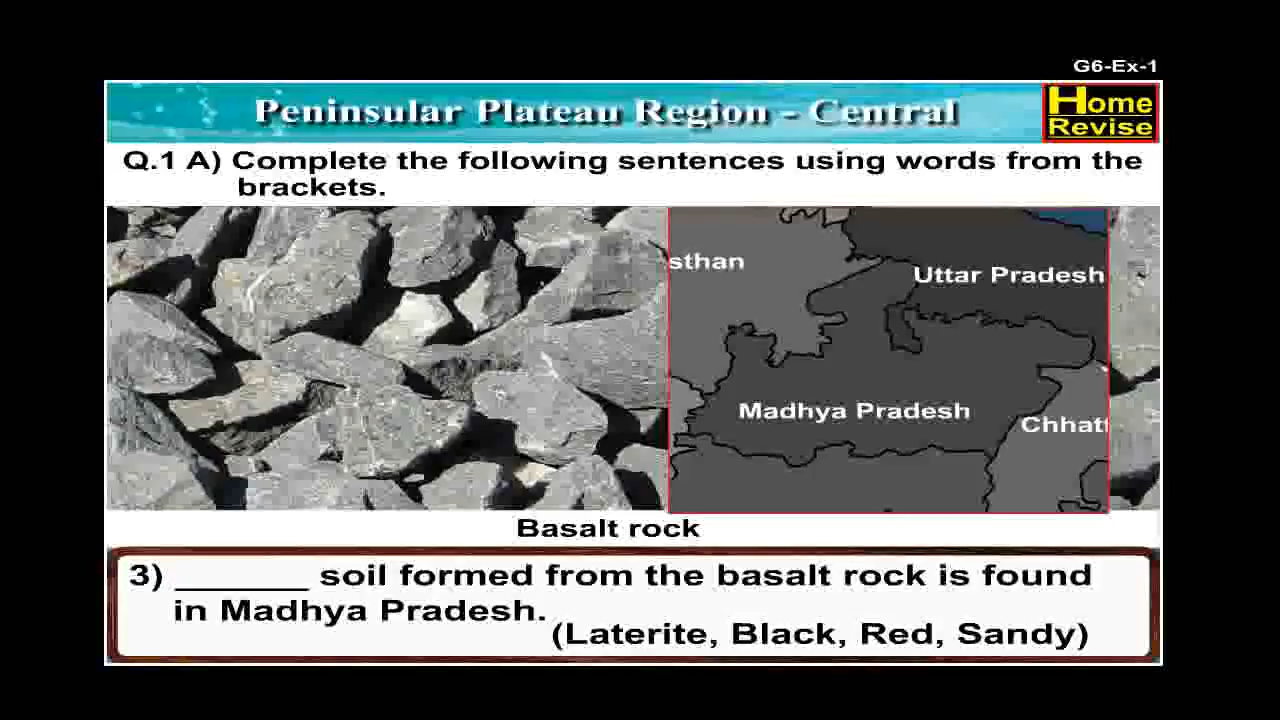 G6-Ex-1
Peninsular Plateau Region - Central
Home
Revise
Q.1 A) Complete the following sentences using words from the
brackets.
sthan
Uttar Pradesh
Madhya Pradesh
Chhatt
Basalt rock
3) _______ soil formed from the basalt rock is found
in Madhya Pradesh.
(Laterite, Black, Red, Sandy)